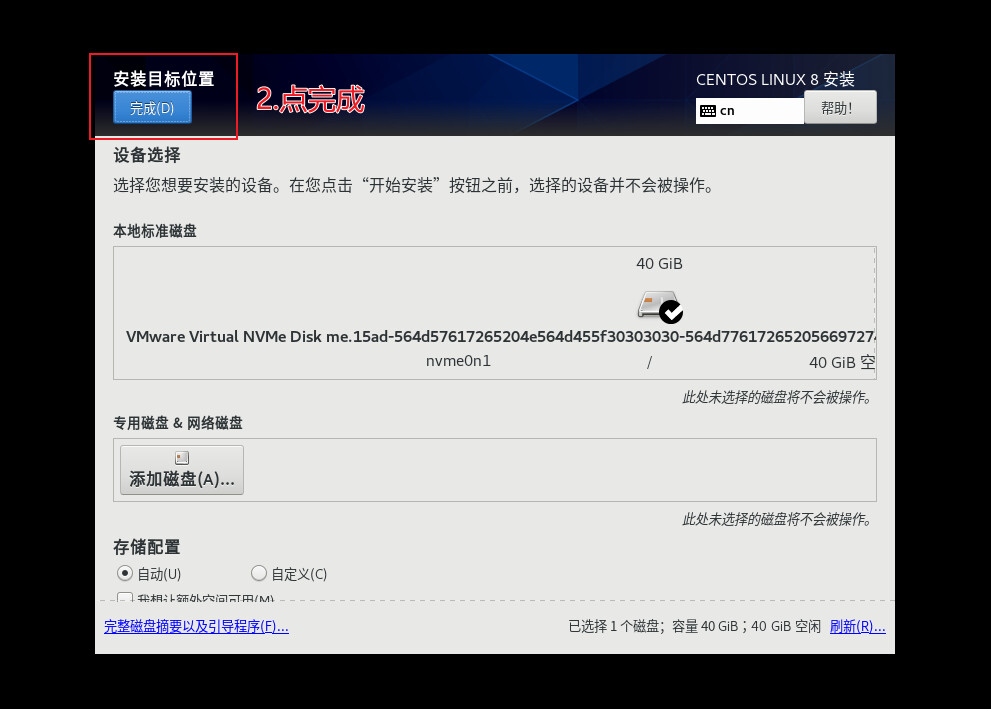 安装目标位置
完成(D)
2.点完成
CENTOS LINUX 8 安装
cn
帮助!
设备选择
选择您想要安装的设备。在您点击“开始安装”按钮之前，选择的设备并不会被操作。
本地标准磁盘
40 GiB
VMware Virtual NVMe Disk me.15ad-564d57617265204e564d455f30303030-564d77617265205669727
nvme0n1 / 40 GiB 空
此处未选择的磁盘将不会被操作。
专用磁盘 & 网络磁盘
添加磁盘(A)...
此处未选择的磁盘将不会被操作。
存储配置
自动(U) 自定义(C)
我想让额外空间可用(M)
完整磁盘摘要以及引导程序(F)... 已选择 1 个磁盘；容量 40 GiB；40 GiB 空闲 刷新(R)...